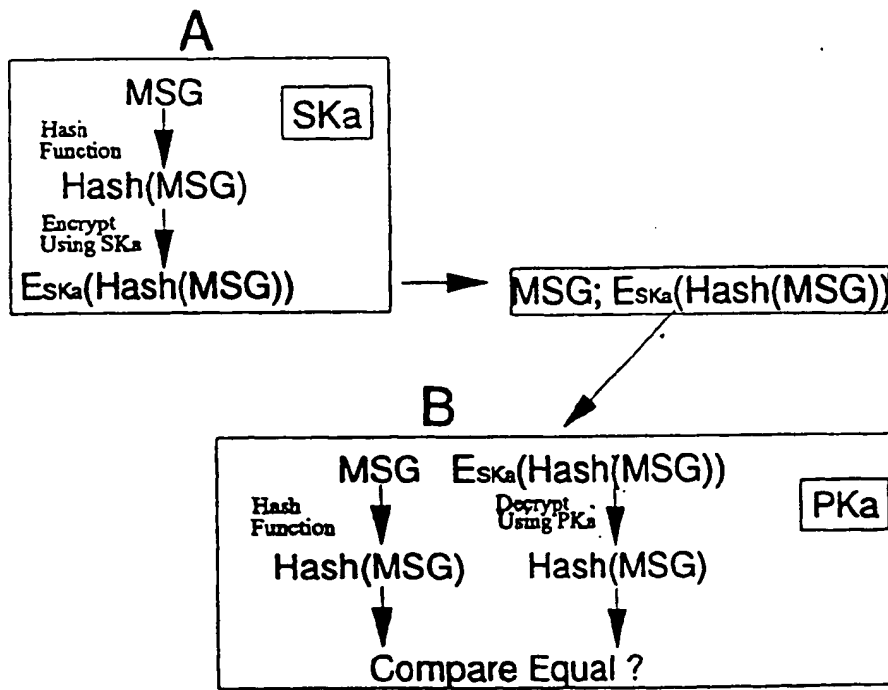 A
MSG
SKa
Hash
Function
Hash(MSG)
Encrypt
Using SKa
ESKa(Hash(MSG))
MSG; ESKa(Hash(MSG))
B
MSG ESKa(Hash(MSG))
PKa
Hash
Function
Decrypt
Using PKa
Hash(MSG) Hash(MSG)
Compare Equal ?